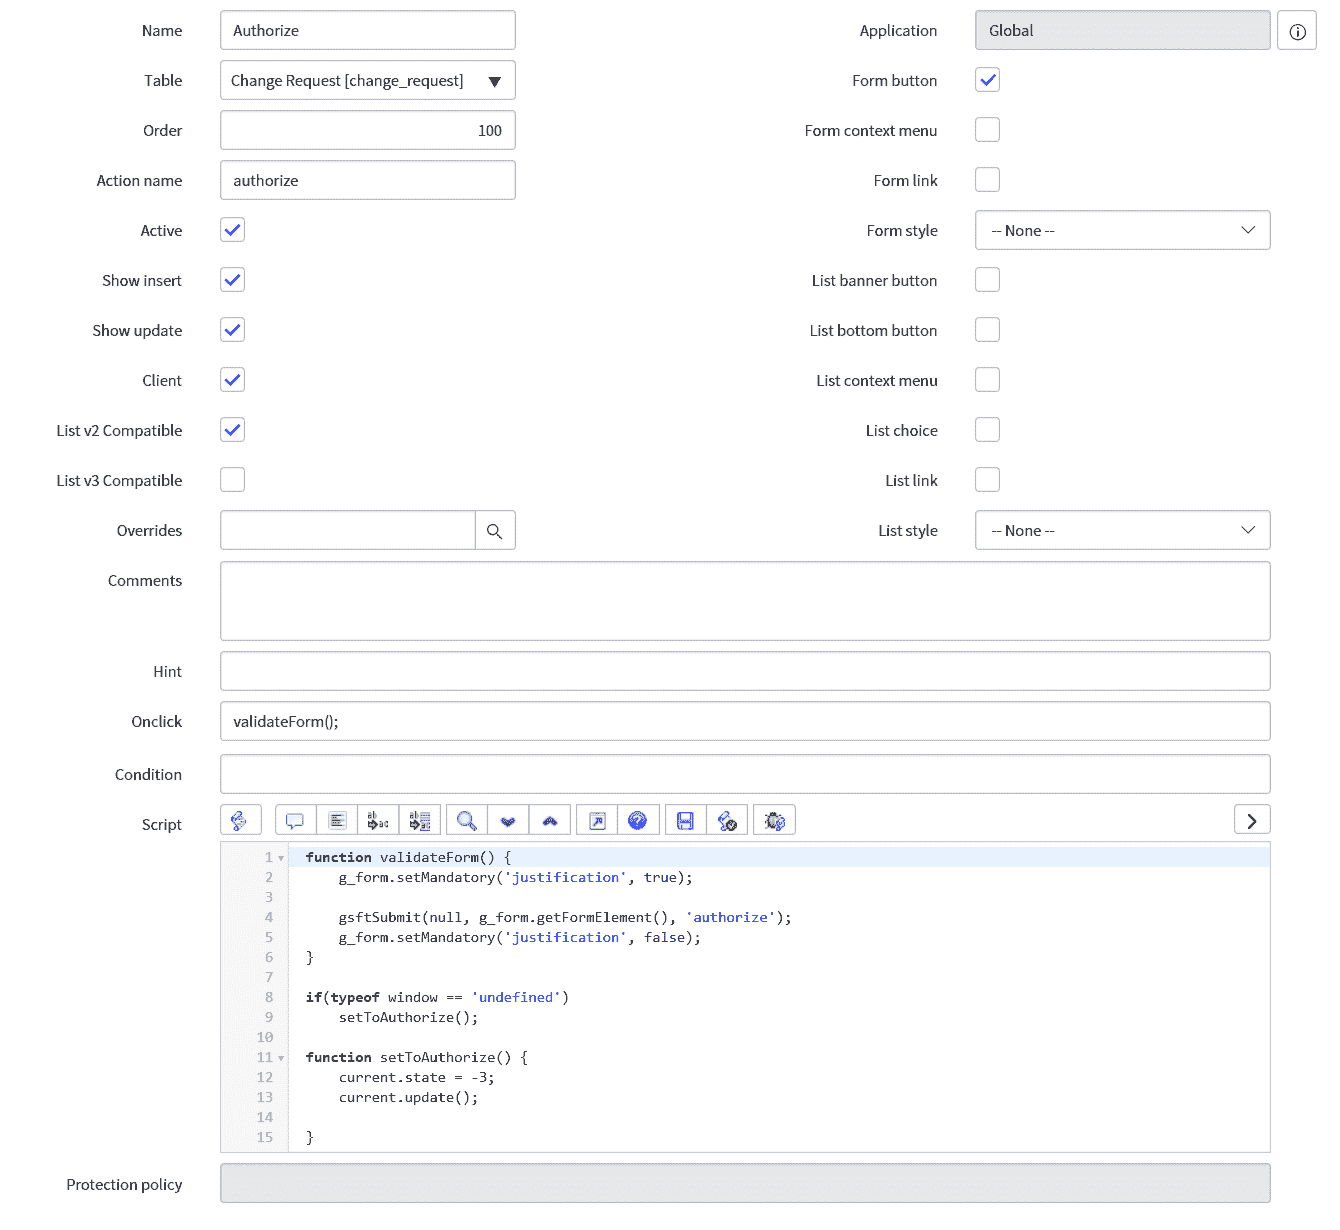 Name Authorize Application Global
Table Change Request [change_request] Form button
Order 100 Form context menu
Action name authorize Form link
Active Form style -- None --
Show insert List banner button
Show update List bottom button
Client List context menu
List v2 Compatible List choice
List v3 Compatible List link
Overrides List style -- None --
Comments
Hint
Onclick validateForm();
Condition
Script
1 function validateForm() {
2 g_form.setMandatory('justification', true);
3
4 gsftSubmit(null, g_form.getFormElement(), 'authorize');
5 g_form.setMandatory('justification', false);
6 }
7
8 if(typeof window == 'undefined')
9 setToAuthorize();
10
11 function setToAuthorize() {
12 current.state = -3;
13 current.update();
14
15 }
Protection policy